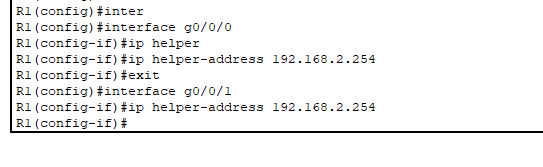 R1(config)#inter
R1(config)#interface g0/0/0
R1(config-if)#ip helper
R1(config-if)#ip helper-address 192.168.2.254
R1(config-if)#exit
R1(config)#interface g0/0/1
R1(config-if)#ip helper-address 192.168.2.254
R1(config-if)#